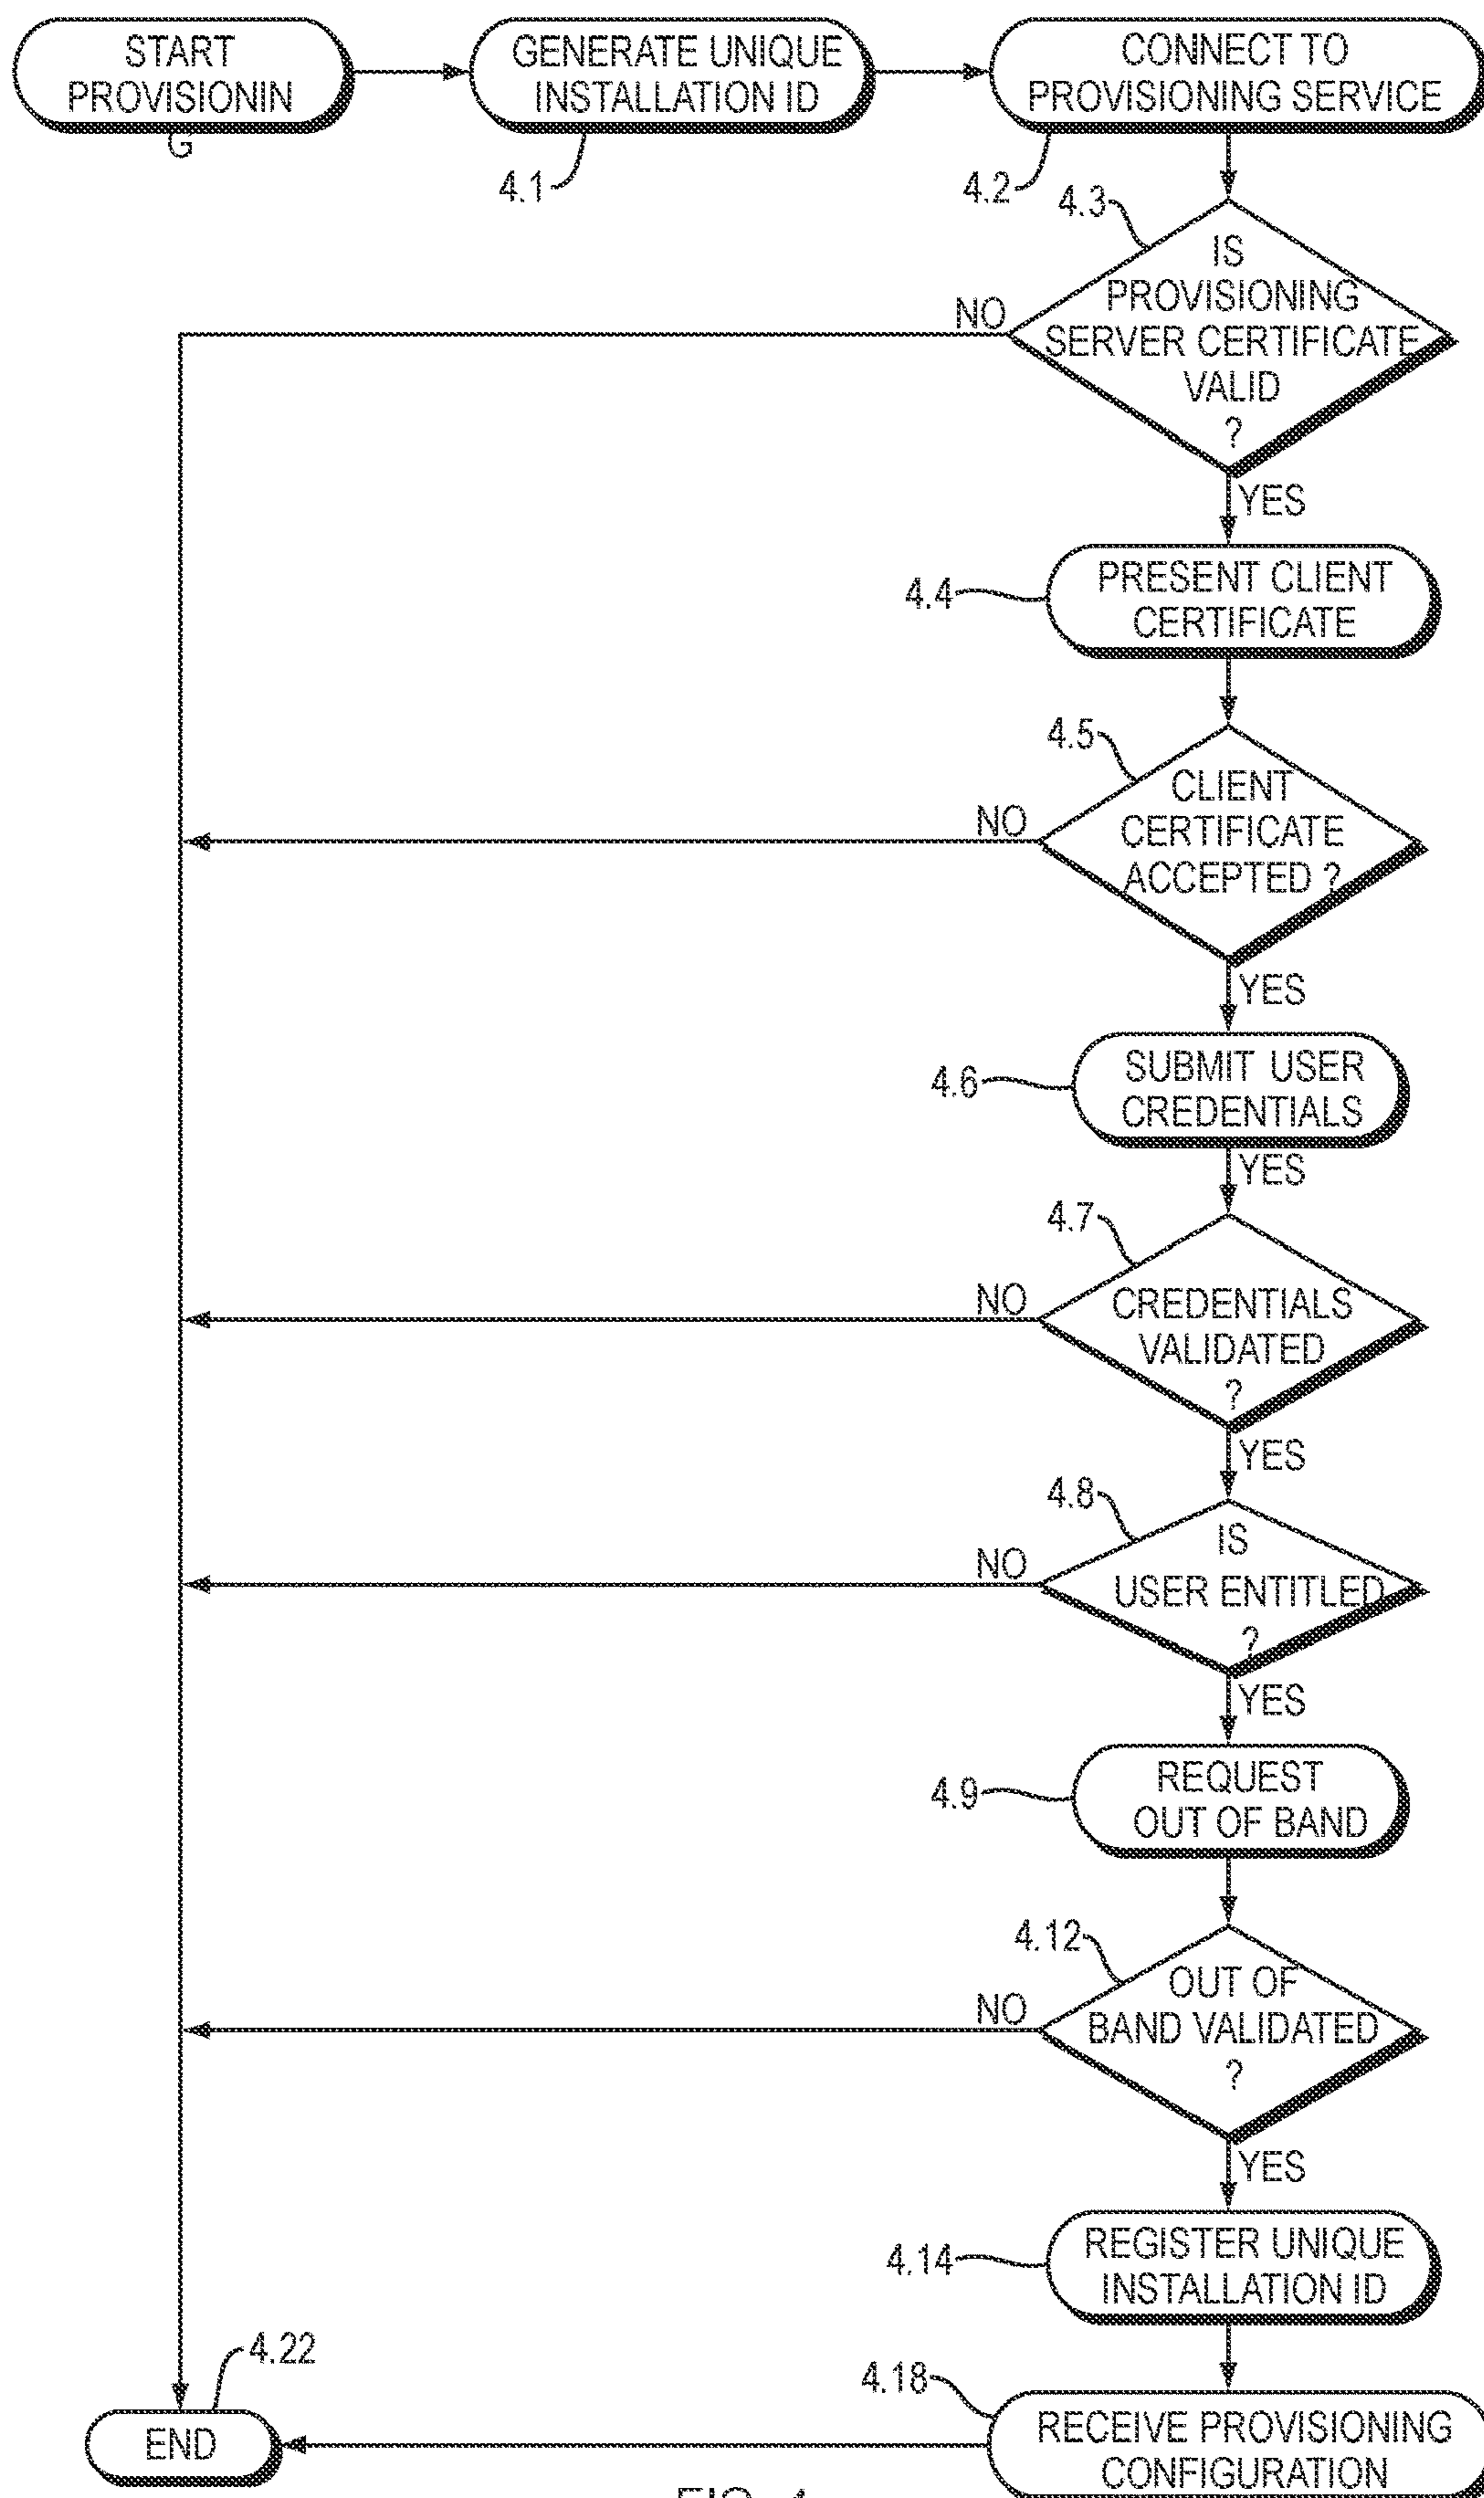 START
PROVISIONIN
G
GENERATE UNIQUE
INSTALLATION ID
CONNECT TO
PROVISIONING SERVICE
4.1
4.2
4.3
IS
PROVISIONING
SERVER CERTIFICATE
VALID
?
NO
YES
PRESENT CLIENT
CERTIFICATE
4.4
4.5
CLIENT
CERTIFICATE
ACCEPTED ?
NO
YES
SUBMIT USER
CREDENTIALS
4.6
YES
4.7
CREDENTIALS
VALIDATED
?
NO
YES
4.8
IS
USER ENTITLED
?
NO
YES
REQUEST
OUT OF BAND
4.9
4.12
OUT OF
BAND VALIDATED
?
NO
YES
REGISTER UNIQUE
INSTALLATION ID
4.14
4.22
4.18
END
RECEIVE PROVISIONING
CONFIGURATION